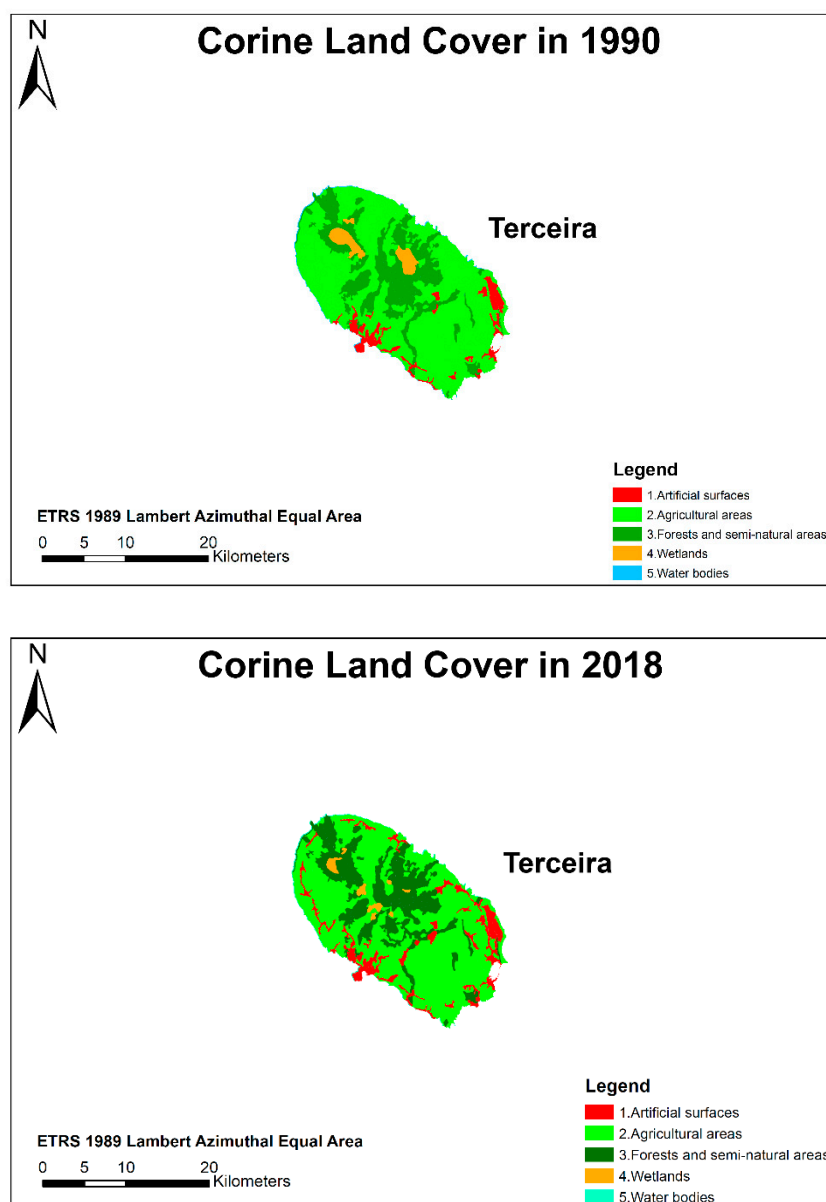 N
Corine Land Cover in 1990
Terceira
Legend
1.Artificial surfaces
2.Agricultural areas
3.Forests and semi-natural areas
4.Wetlands
5.Water bodies
ETRS 1989 Lambert Azimuthal Equal Area
0 5 10 20
Kilometers
N
Corine Land Cover in 2018
Terceira
Legend
1.Artificial surfaces
2.Agricultural areas
3.Forests and semi-natural areas
4.Wetlands
5.Water bodies
ETRS 1989 Lambert Azimuthal Equal Area
0 5 10 20
Kilometers